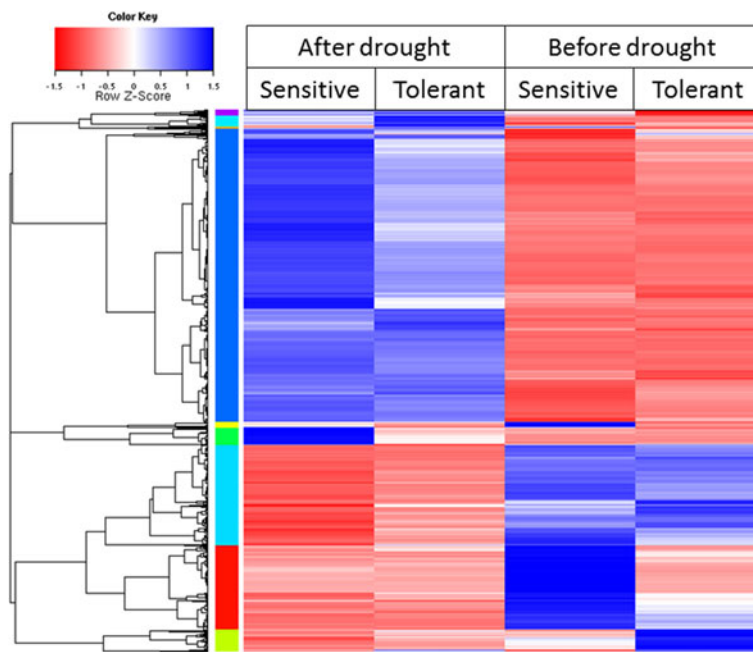 Color Key
-1.5 -0.5 0 0.5 1 1.5
Row Z-Score
After drought Before drought
Sensitive Tolerant Sensitive Tolerant